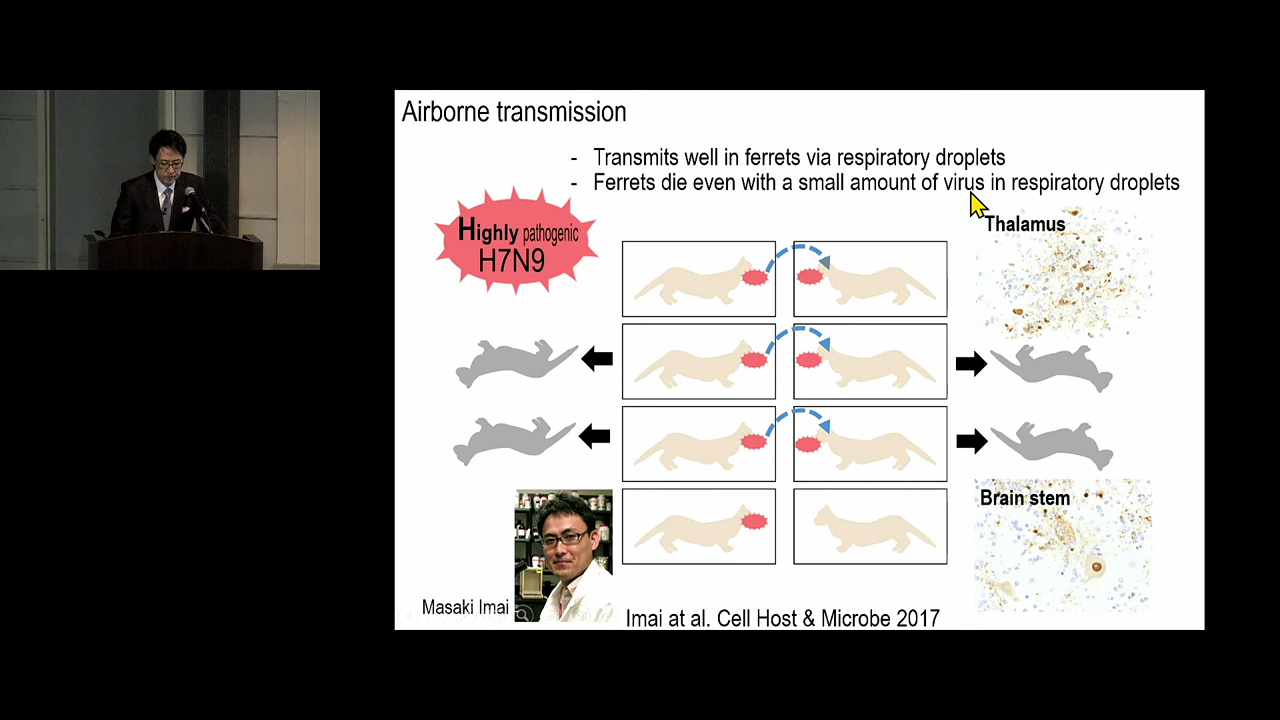 Airborne transmission
- Transmits well in ferrets via respiratory droplets
- Ferrets die even with a small amount of virus in respiratory droplets
Highly pathogenic
H7N9
Thalamus
Brain stem
Masaki Imai
Imai at al. Cell Host & Microbe 2017